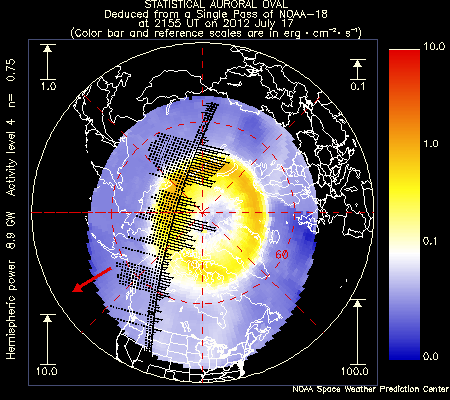 STATISTICAL AURORAL OVAL
Deduced from a Single Pass of NOAA-18
at 2155 UT on 2012 July 17
(Color bar and reference scales are in erg · cm⁻² · s⁻¹)
Hemispheric power 8.9 GW Activity level 4 n= 0.75
1.0
0.1
10.0
100.0
60
10.0
1.0
0.1
0.0
NOAA Space Weather Prediction Center